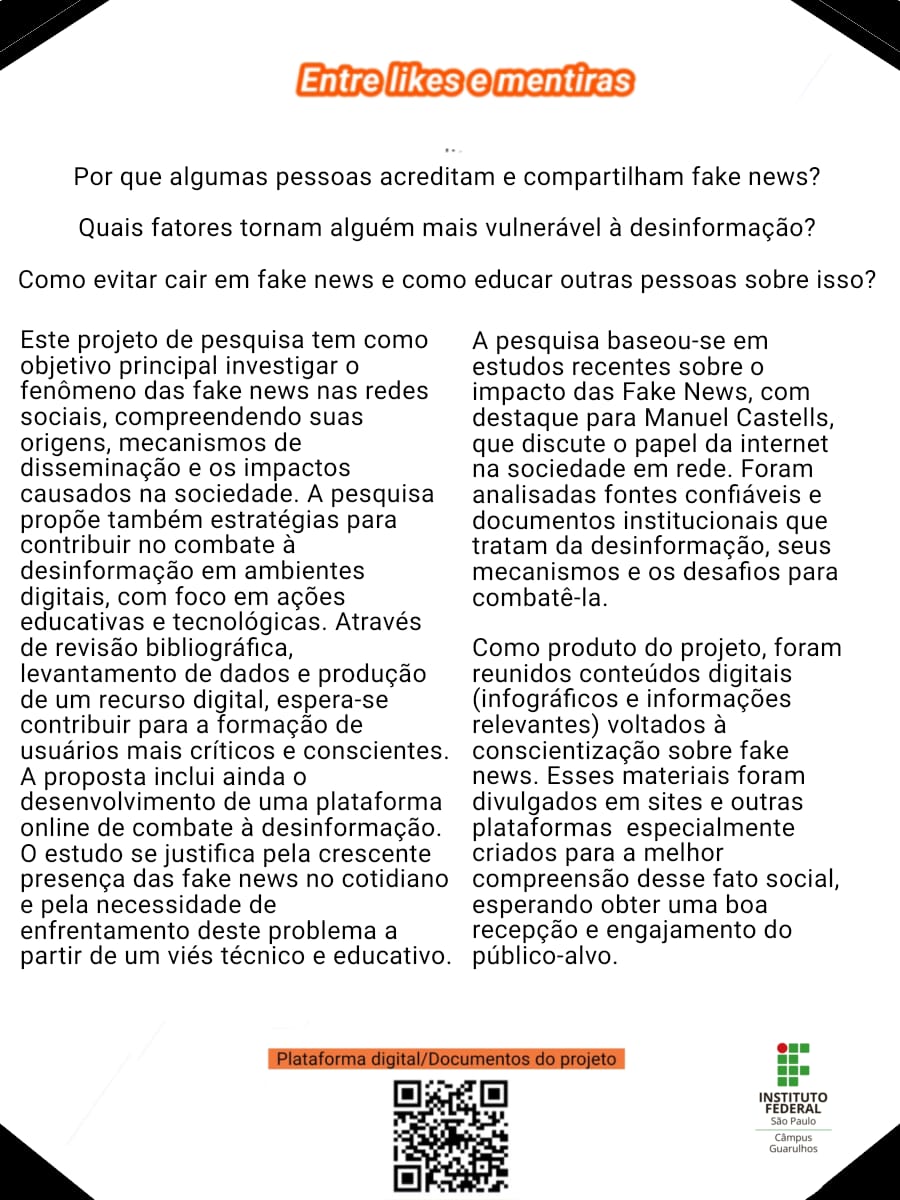 Entre likes e mentiras
Por que algumas pessoas acreditam e compartilham fake news?
Quais fatores tornam alguém mais vulnerável à desinformação?
Como evitar cair em fake news e como educar outras pessoas sobre isso?
Este projeto de pesquisa tem como
objetivo principal investigar o
fenômeno das fake news nas redes
sociais, compreendendo suas
origens, mecanismos de
disseminação e os impactos
causados na sociedade. A pesquisa
propõe também estratégias para
contribuir no combate à
desinformação em ambientes
digitais, com foco em ações
educativas e tecnológicas. Através
de revisão bibliográfica,
levantamento de dados e produção
de um recurso digital, espera-se
contribuir para a formação de
usuários mais críticos e conscientes.
A proposta inclui ainda o
desenvolvimento de uma plataforma
online de combate à desinformação.
O estudo se justifica pela crescente
presença das fake news no cotidiano
e pela necessidade de
enfrentamento deste problema a
partir de um viés técnico e educativo.
A pesquisa baseou-se em
estudos recentes sobre o
impacto das Fake News, com
destaque para Manuel Castells,
que discute o papel da internet
na sociedade em rede. Foram
analisadas fontes confiáveis e
documentos institucionais que
tratam da desinformação, seus
mecanismos e os desafios para
combatê-la.
Como produto do projeto, foram
reunidos conteúdos digitais
(infográficos e informações
relevantes) voltados à
conscientização sobre fake
news. Esses materiais foram
divulgados em sites e outras
plataformas  especialmente
criados para a melhor
compreensão desse fato social,
esperando obter uma boa
recepção e engajamento do
público-alvo.
Plataforma digital/Documentos do projeto
INSTITUTO
FEDERAL
São Paulo
Câmpus
Guarulhos